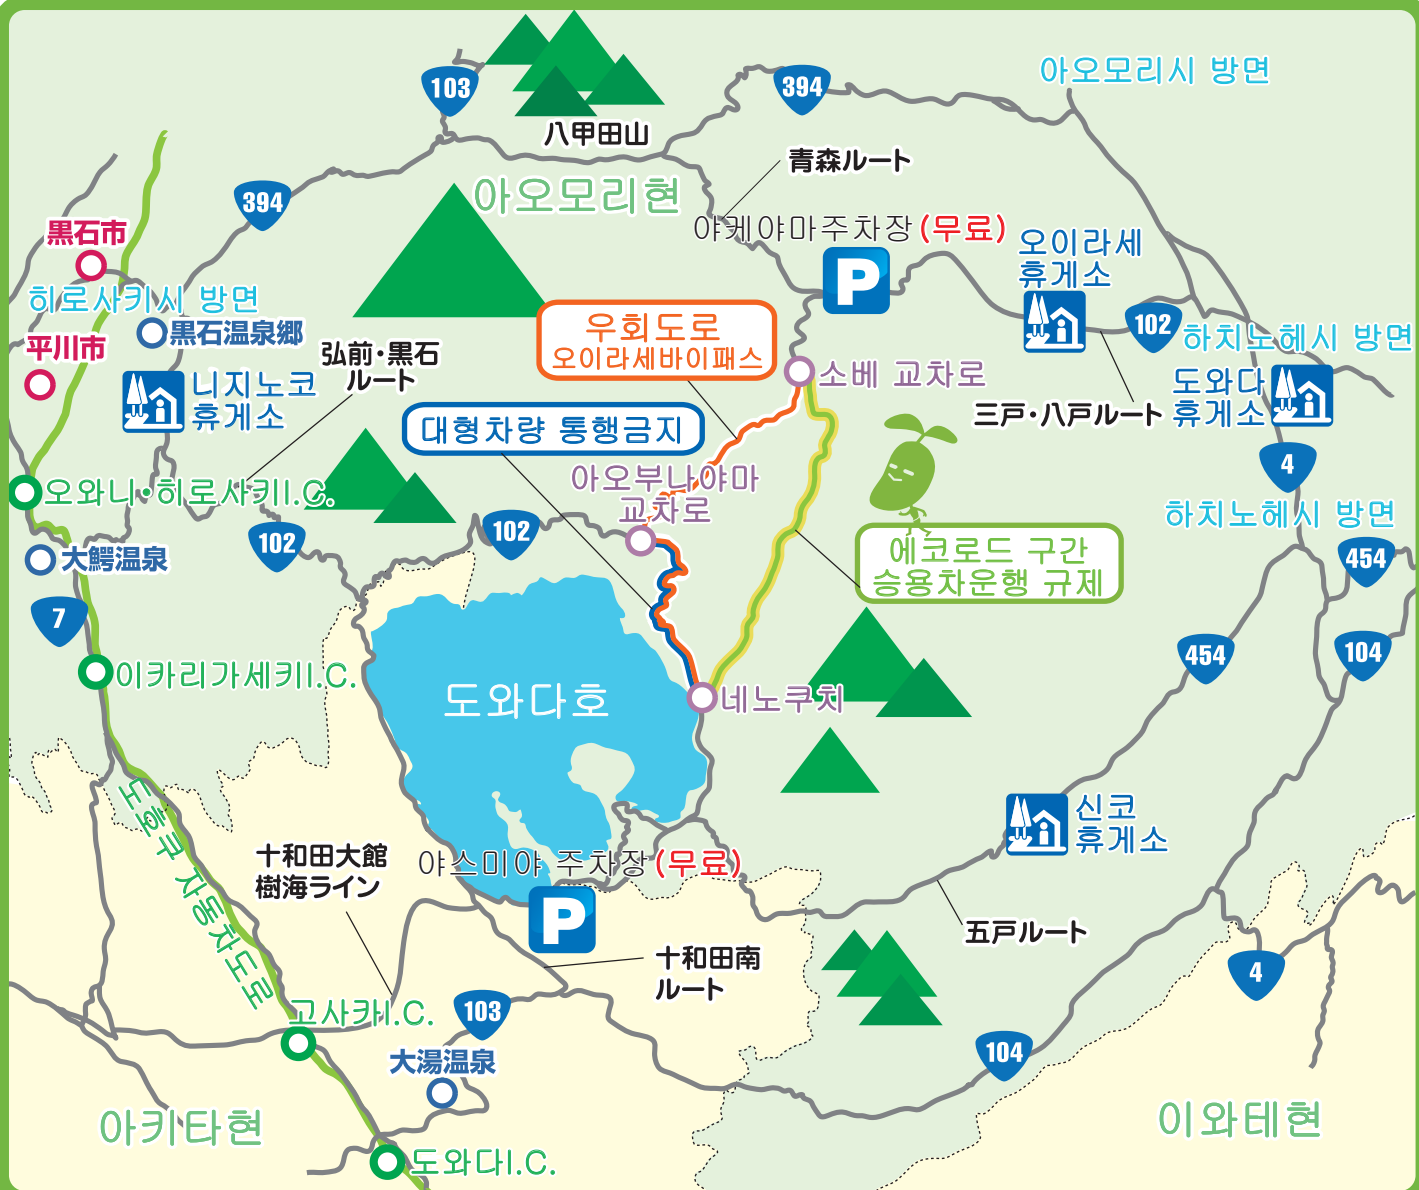 아오모리시 방면
103
394
八甲田山
青森ルート
아오모리현
394
야케야마주차장(무료)
P
黒石市
오이라세
휴게소
히로사키시 방면
黒石温泉郷
102
하치노헤시 방면
平川市
弘前・黒石
ルート
우회도로
오이라세바이패스
니지노코
휴게소
소베 교차로
도와다
휴게소
三戸・八戸ルート
대형차량 통행금지
4
아오부나야마
교차로
오와니·히로사키I.C.
하치노헤시 방면
102
102
大鰐温泉
에코로드 구간
승용차운행 규제
454
7
454
104
이카리가세키I.C.
도와다호
네노쿠치
도호쿠 자동차도로
신코
휴게소
十和田大館
樹海ライン
야스미야 주차장(무료)
P
五戸ルート
十和田南
ルート
4
고사카I.C.
103
104
大湯温泉
아키타현
이와테현
도와다I.C.